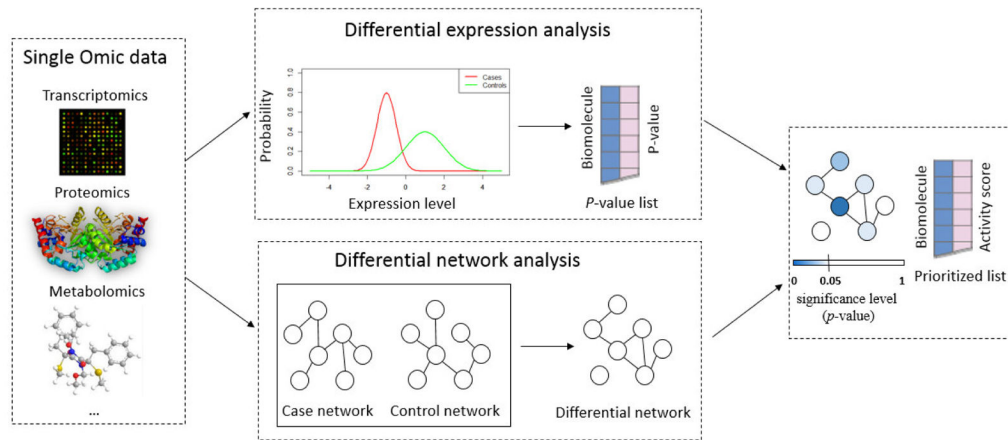 Single Omic data
Transcriptomics
Proteomics
Metabolomics
...
Differential expression analysis
Probability
0.0
0.2
0.4
0.6
0.8
1.0
Cases
Controls
-4
-2
0
2
4
Expression level
Biomolecule
P-value
P-value list
Differential network analysis
Case network
Control network
Differential network
Biomolecule
Activity score
Prioritized list
0
0.05
1
significance level
(p-value)